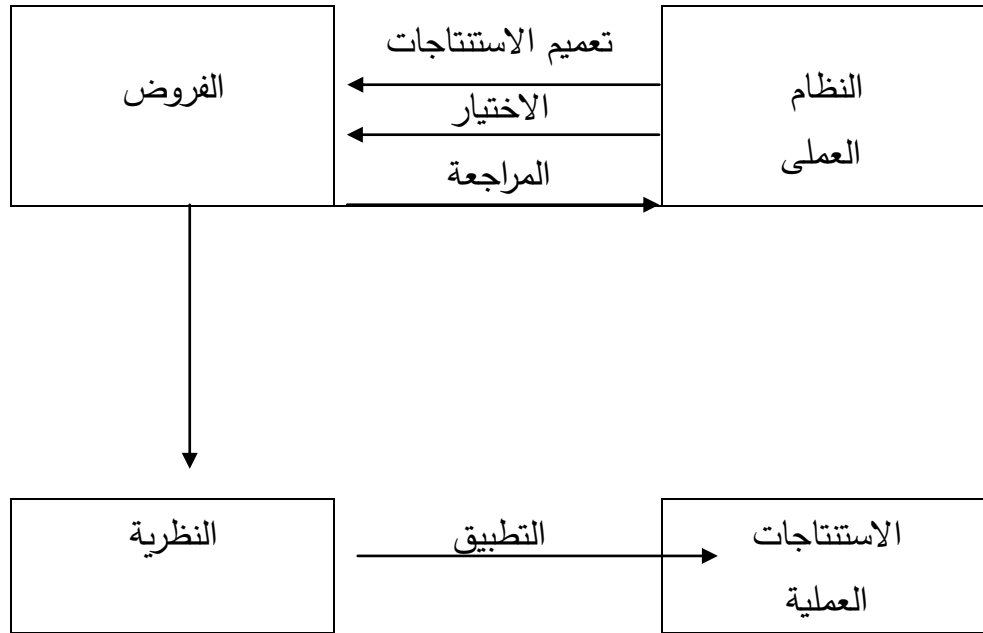 النظام
العملى
تعميم الاستنتاجات
الاختيار
المراجعة
الفروض
النظرية
التطبيق
الاستنتاجات
العملية